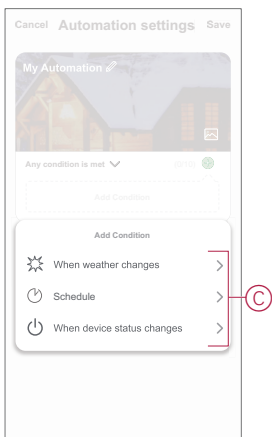 Cancel Automation settings Save
My Automation
Any condition is met
Add Condition
Add Condition
When weather changes
Schedule
When device status changes
C